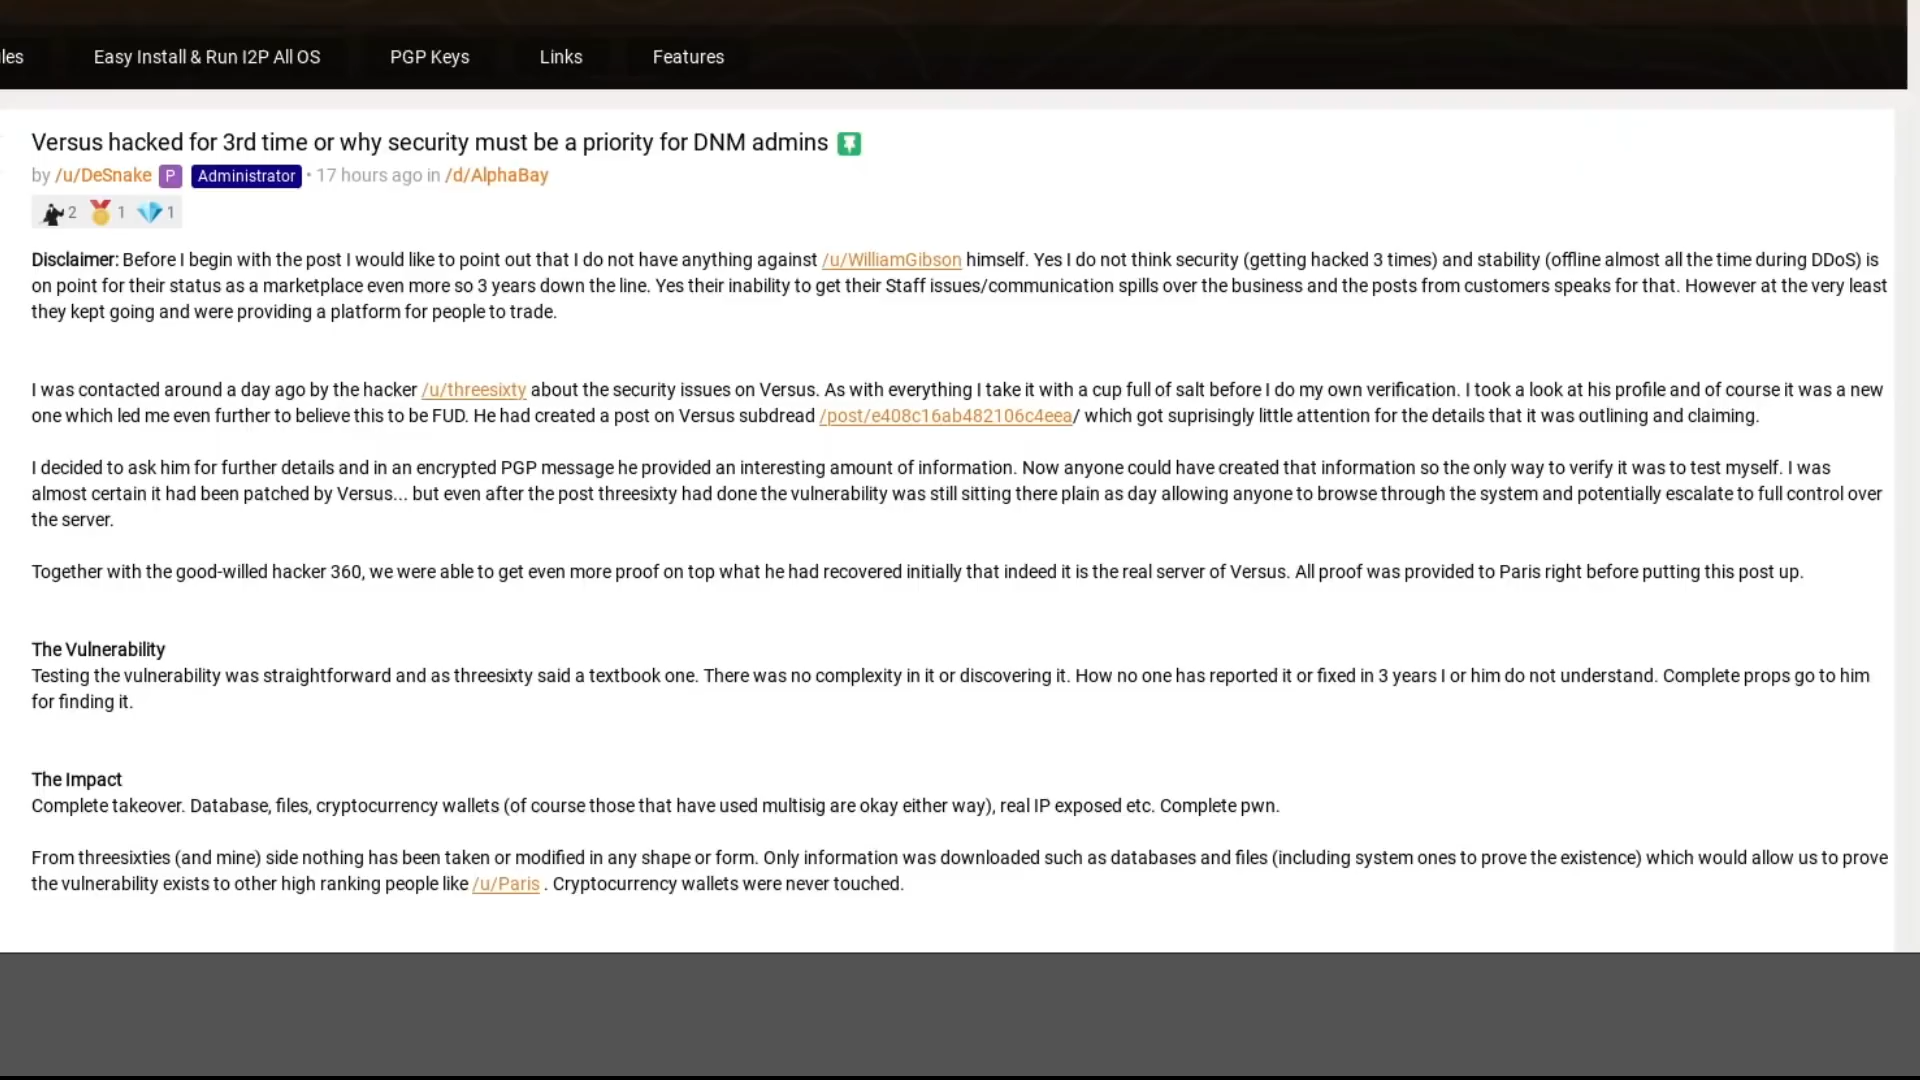 les Easy Install & Run I2P All OS PGP Keys Links Features
Versus hacked for 3rd time or why security must be a priority for DNM admins
by /u/DeSnake P Administrator • 17 hours ago in /d/AlphaBay
2 1 1
Disclaimer: Before I begin with the post I would like to point out that I do not have anything against /u/WilliamGibson himself. Yes I do not think security (getting hacked 3 times) and stability (offline almost all the time during DDoS) is
on point for their status as a marketplace even more so 3 years down the line. Yes their inability to get their Staff issues/communication spills over the business and the posts from customers speaks for that. However at the very least
they kept going and were providing a platform for people to trade.
I was contacted around a day ago by the hacker /u/threesixty about the security issues on Versus. As with everything I take it with a cup full of salt before I do my own verification. I took a look at his profile and of course it was a new
one which led me even further to believe this to be FUD. He had created a post on Versus subdread /post/e408c16ab482106c4eea/ which got suprisingly little attention for the details that it was outlining and claiming.
I decided to ask him for further details and in an encrypted PGP message he provided an interesting amount of information. Now anyone could have created that information so the only way to verify it was to test myself. I was
almost certain it had been patched by Versus... but even after the post threesixty had done the vulnerability was still sitting there plain as day allowing anyone to browse through the system and potentially escalate to full control over
the server.
Together with the good-willed hacker 360, we were able to get even more proof on top what he had recovered initially that indeed it is the real server of Versus. All proof was provided to Paris right before putting this post up.
The Vulnerability
Testing the vulnerability was straightforward and as threesixty said a textbook one. There was no complexity in it or discovering it. How no one has reported it or fixed in 3 years I or him do not understand. Complete props go to him
for finding it.
The Impact
Complete takeover. Database, files, cryptocurrency wallets (of course those that have used multisig are okay either way), real IP exposed etc. Complete pwn.
From threesixties (and mine) side nothing has been taken or modified in any shape or form. Only information was downloaded such as databases and files (including system ones to prove the existence) which would allow us to prove
the vulnerability exists to other high ranking people like /u/Paris . Cryptocurrency wallets were never touched.